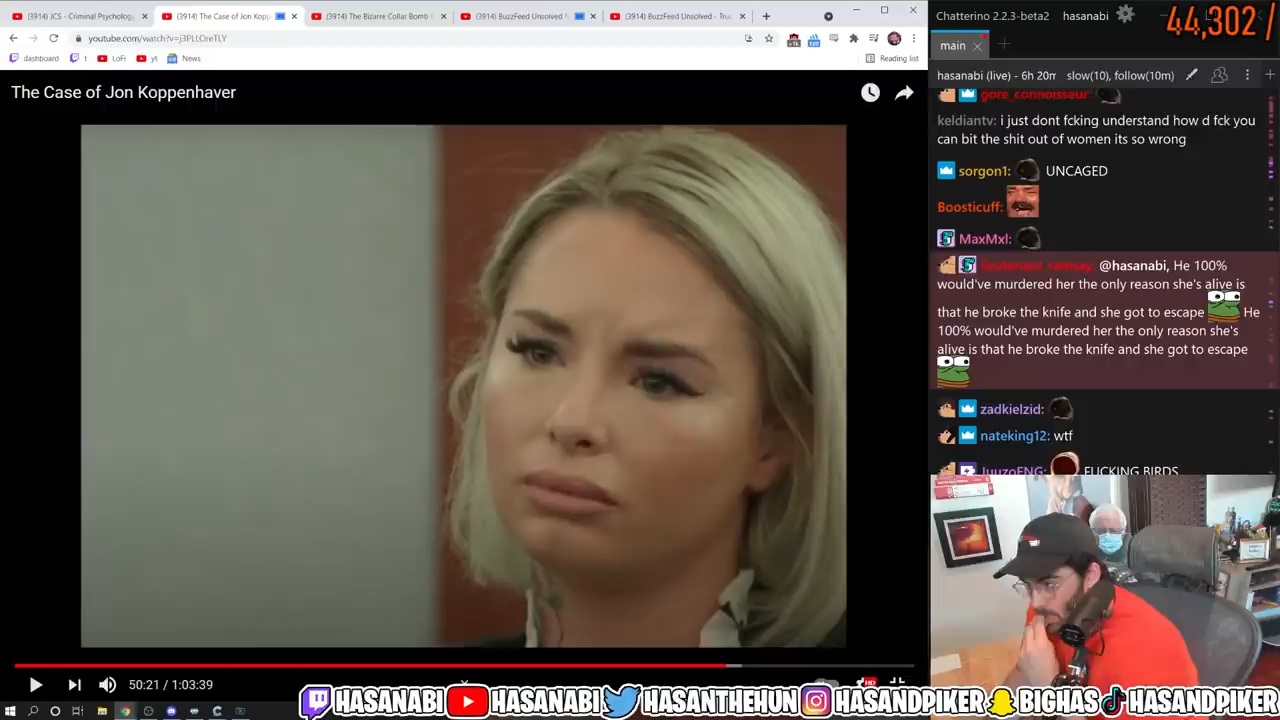 (3914) JCS - Criminal Psychology
(3914) The Case of Jon Kopp
(3914) The Bizarre Collar Bomb
(3914) BuzzFeed Unsolved
(3914) BuzzFeed Unsolved - Tru
youtube.com/watch?v=j3PLLOreTLY
dashboard
1
LoFi
yt
News
Reading list
The Case of Jon Koppenhaver
50:21 / 1:03:39
Chatterino 2.2.3-beta2
hasanabi
44,302 /
main
hasanabi (live) - 6h 20m
slow(10), follow(10m)
gore_connoisseur:
keldiantv: i just dont fcking understand how d fck you
can bit the shit out of women its so wrong
sorgon1: UNCAGED
Boosticuff:
MaxMxl:
lieutenant_ramsay: @hasanabi, He 100%
would've murdered her the only reason she's alive is
that he broke the knife and she got to escape He
100% would've murdered her the only reason she's
alive is that he broke the knife and she got to escape
zadkielzid:
nateking12: wtf
JuuzoENG: FUCKING BIRDS
HASANABI HASANABI HASANTHEHUN HASANDPIKER BIGHAS HASANDPIKER